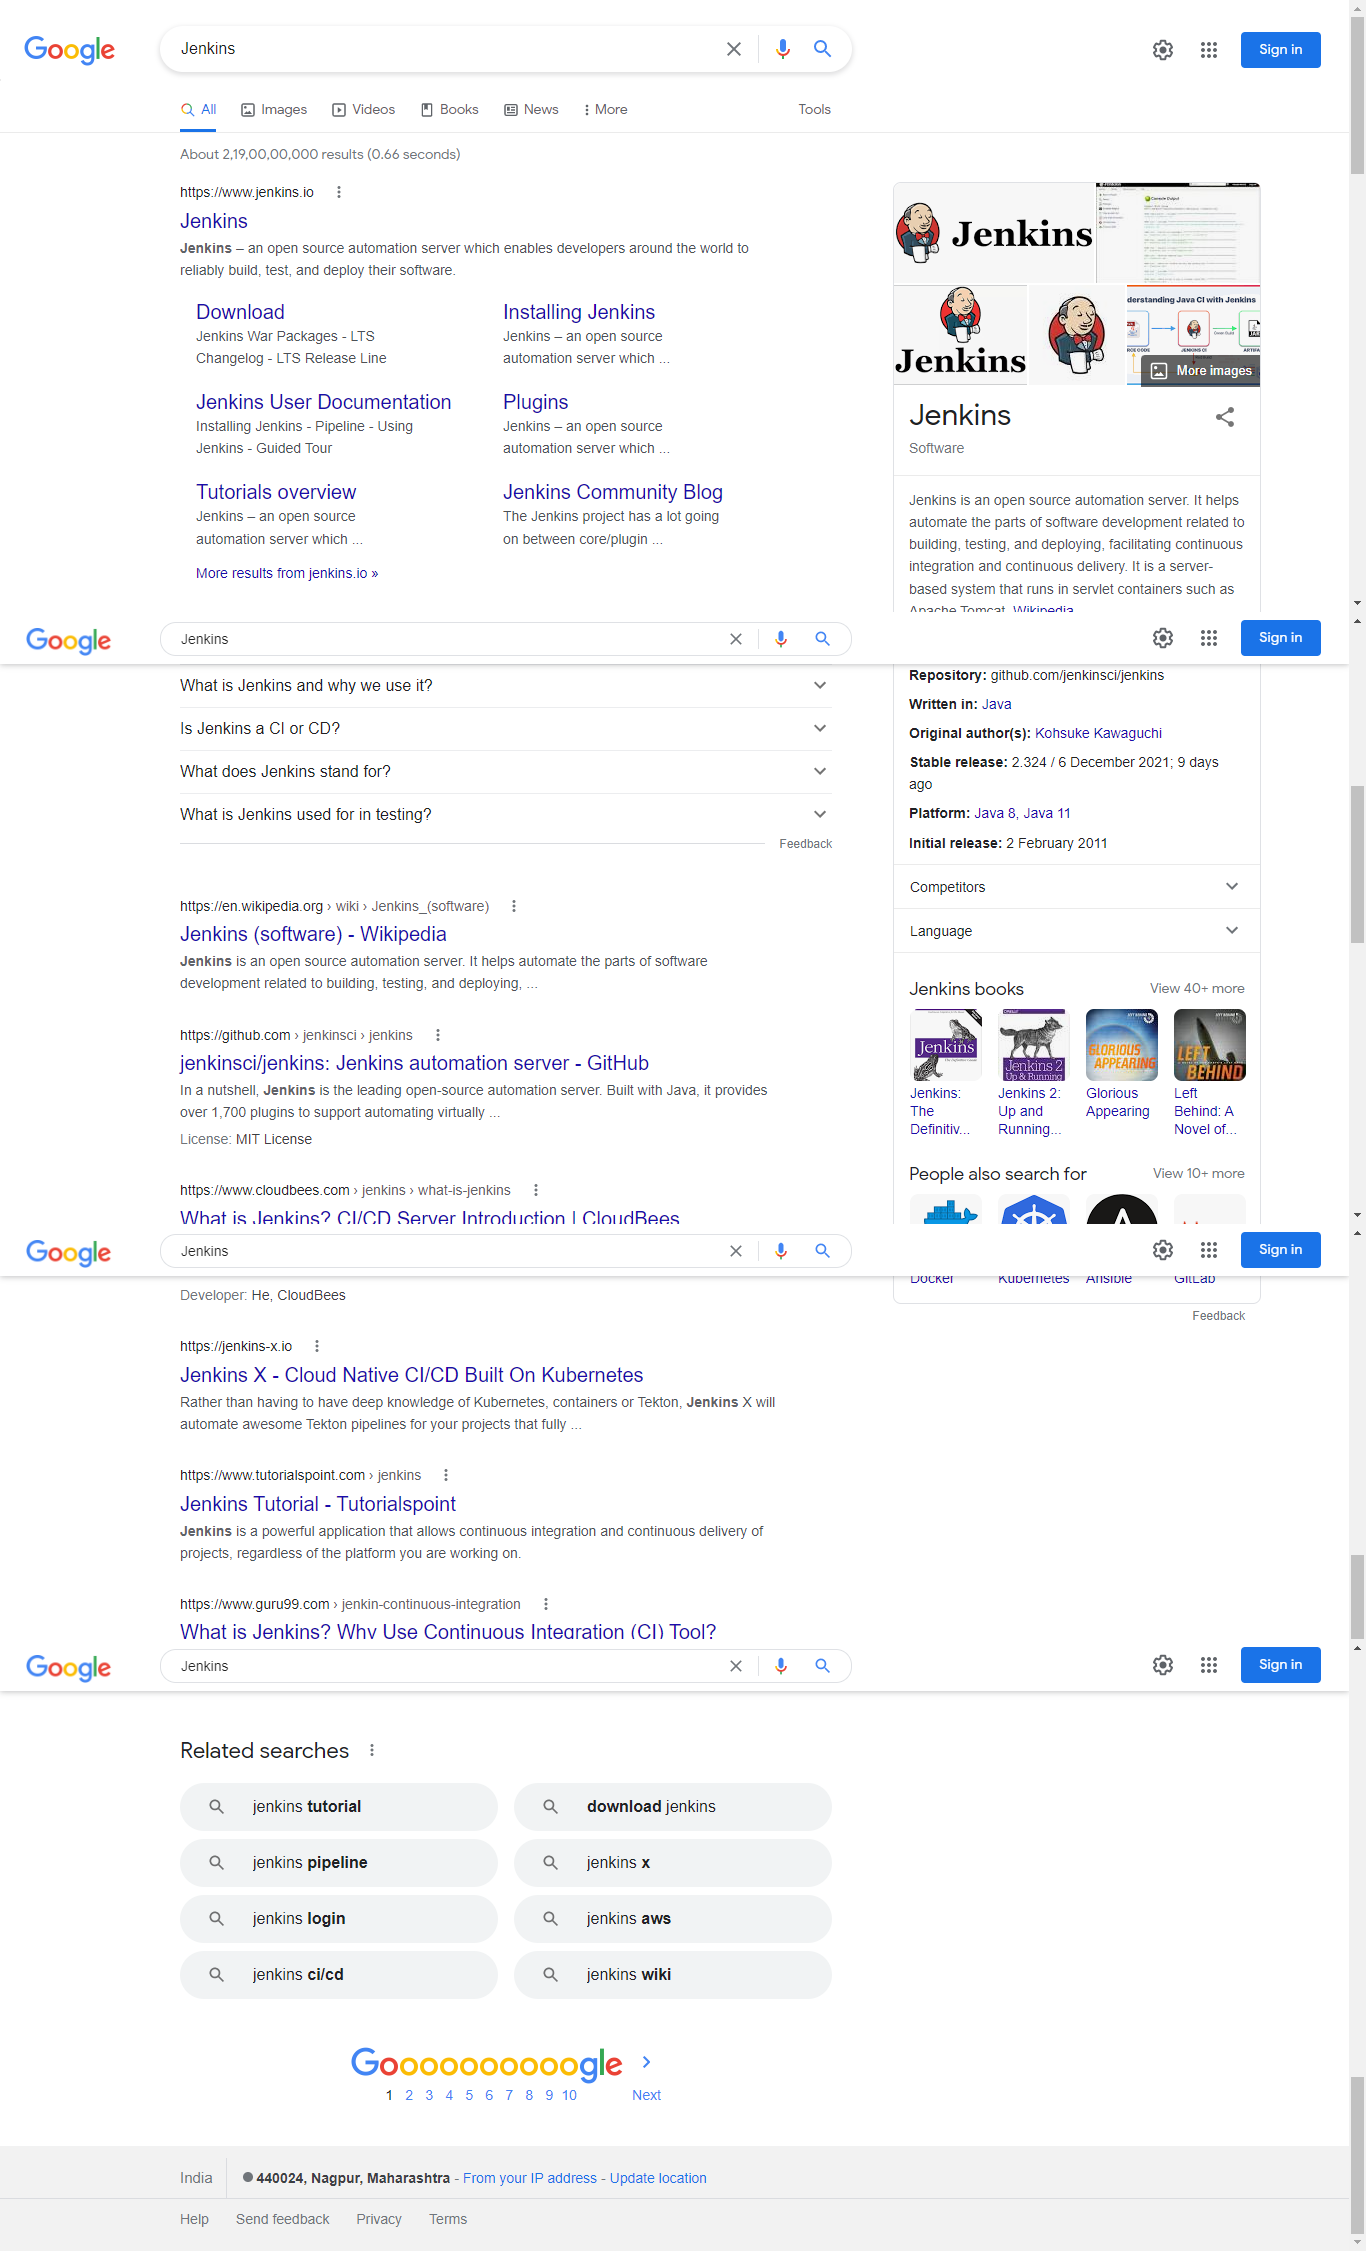 Google
Jenkins
Sign in
All
Images
Videos
Books
News
More
Tools
About 2,19,00,00,000 results (0.66 seconds)
https://www.jenkins.io
Jenkins
Jenkins – an open source automation server which enables developers around the world to
reliably build, test, and deploy their software.
Download
Jenkins War Packages - LTS
Changelog - LTS Release Line
Installing Jenkins
Jenkins – an open source
automation server which ...
Jenkins User Documentation
Installing Jenkins - Pipeline - Using
Jenkins - Guided Tour
Plugins
Jenkins – an open source
automation server which ...
Tutorials overview
Jenkins – an open source
automation server which ...
Jenkins Community Blog
The Jenkins project has a lot going
on between core/plugin ...
More results from jenkins.io »
Jenkins
Console Output
Jenkins
derstanding Java CI with Jenkins
More images
Jenkins
Software
Jenkins is an open source automation server. It helps
automate the parts of software development related to
building, testing, and deploying, facilitating continuous
integration and continuous delivery. It is a server-
based system that runs in servlet containers such as
Apache Tomcat. Wikipedia
Google
Jenkins
Sign in
What is Jenkins and why we use it?
Is Jenkins a CI or CD?
What does Jenkins stand for?
What is Jenkins used for in testing?
Feedback
https://en.wikipedia.org › wiki › Jenkins_(software)
Jenkins (software) - Wikipedia
Jenkins is an open source automation server. It helps automate the parts of software
development related to building, testing, and deploying, ...
https://github.com › jenkinsci › jenkins
jenkinsci/jenkins: Jenkins automation server - GitHub
In a nutshell, Jenkins is the leading open-source automation server. Built with Java, it provides
over 1,700 plugins to support automating virtually ...
License: MIT License
https://www.cloudbees.com › jenkins › what-is-jenkins
What is Jenkins? CI/CD Server Introduction | CloudBees
Repository: github.com/jenkinsci/jenkins
Written in: Java
Original author(s): Kohsuke Kawaguchi
Stable release: 2.324 / 6 December 2021; 9 days
ago
Platform: Java 8, Java 11
Initial release: 2 February 2011
Competitors
Language
Jenkins books
View 40+ more
Jenkins
Jenkins 2
Up & Running
GLORIOUS
APPEARING
LEFT
BEHIND
Jenkins:
The
Definitiv...
Jenkins 2:
Up and
Running...
Glorious
Appearing
Left
Behind: A
Novel of...
People also search for
View 10+ more
Google
Jenkins
Sign in
Docker
Kubernetes
Ansible
GitLab
Feedback
Developer: He, CloudBees
https://jenkins-x.io
Jenkins X - Cloud Native CI/CD Built On Kubernetes
Rather than having to have deep knowledge of Kubernetes, containers or Tekton, Jenkins X will
automate awesome Tekton pipelines for your projects that fully ...
https://www.tutorialspoint.com › jenkins
Jenkins Tutorial - Tutorialspoint
Jenkins is a powerful application that allows continuous integration and continuous delivery of
projects, regardless of the platform you are working on.
https://www.guru99.com › jenkin-continuous-integration
What is Jenkins? Why Use Continuous Integration (CI) Tool?
Google
Jenkins
Sign in
Related searches
jenkins tutorial
download jenkins
jenkins pipeline
jenkins x
jenkins login
jenkins aws
jenkins ci/cd
jenkins wiki
Goooooooooogle
1 2 3 4 5 6 7 8 9 10
Next
India
440024, Nagpur, Maharashtra - From your IP address - Update location
Help
Send feedback
Privacy
Terms